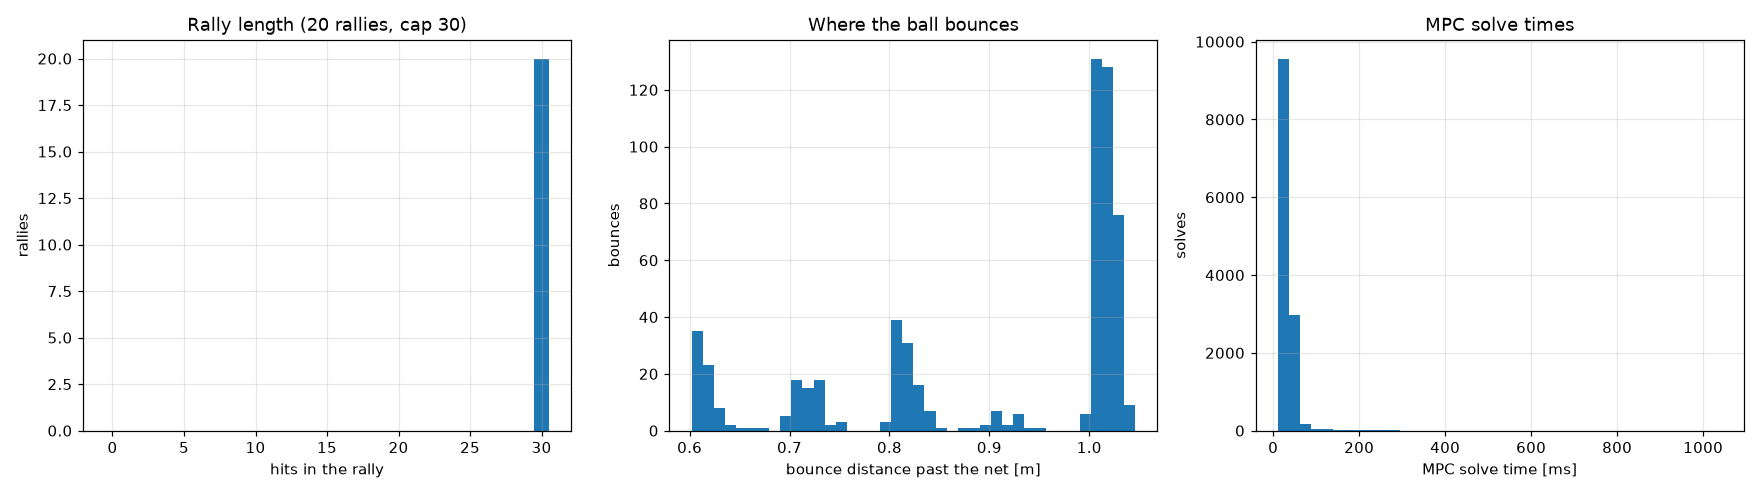 Rally length (20 rallies, cap 30)
20.0
17.5
15.0
12.5
10.0
7.5
5.0
2.5
0.0
rallies
0 5 10 15 20 25 30
hits in the rally
Where the ball bounces
120
100
80
60
40
20
0
bounces
0.6 0.7 0.8 0.9 1.0
bounce distance past the net [m]
MPC solve times
10000
8000
6000
4000
2000
0
solves
0 200 400 600 800 1000
MPC solve time [ms]